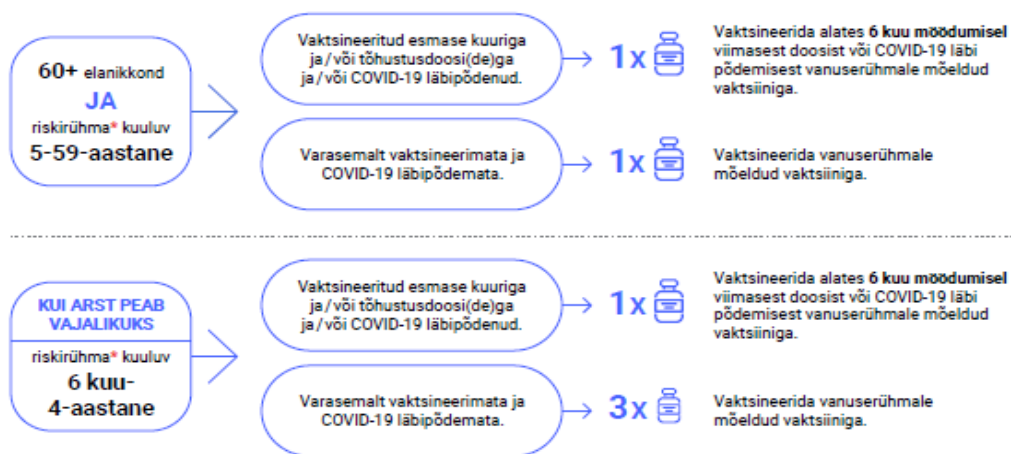 60+ elanikkond
JA
riskirühma* kuuluv
5-59-aastane
Vaktsineeritud esmase kuuriga
ja/või tõhustusdoosi(de)ga
ja/või COVID-19 läbipõdenud.
1x
Vaktsineerida alates 6 kuu möödumisel
viimasest doosist või COVID-19 läbi
põdemisest vanuserühmale mõeldud
vaktsiiniga.
Varasemalt vaktsineerimata ja
COVID-19 läbipõdemata.
1x
Vaktsineerida vanuserühmale
mõeldud vaktsiiniga.
KUI ARST PEAB
VAJALIKUKS
riskirühma* kuuluv
6 kuu-
4-aastane
Vaktsineeritud esmase kuuriga
ja/või tõhustusdoosi(de)ga
ja/või COVID-19 läbipõdenud.
1x
Vaktsineerida alates 6 kuu möödumisel
viimasest doosist või COVID-19 läbi
põdemisest vanuserühmale mõeldud
vaktsiiniga.
Varasemalt vaktsineerimata ja
COVID-19 läbipõdemata.
3x
Vaktsineerida vanuserühmale
mõeldud vaktsiiniga.